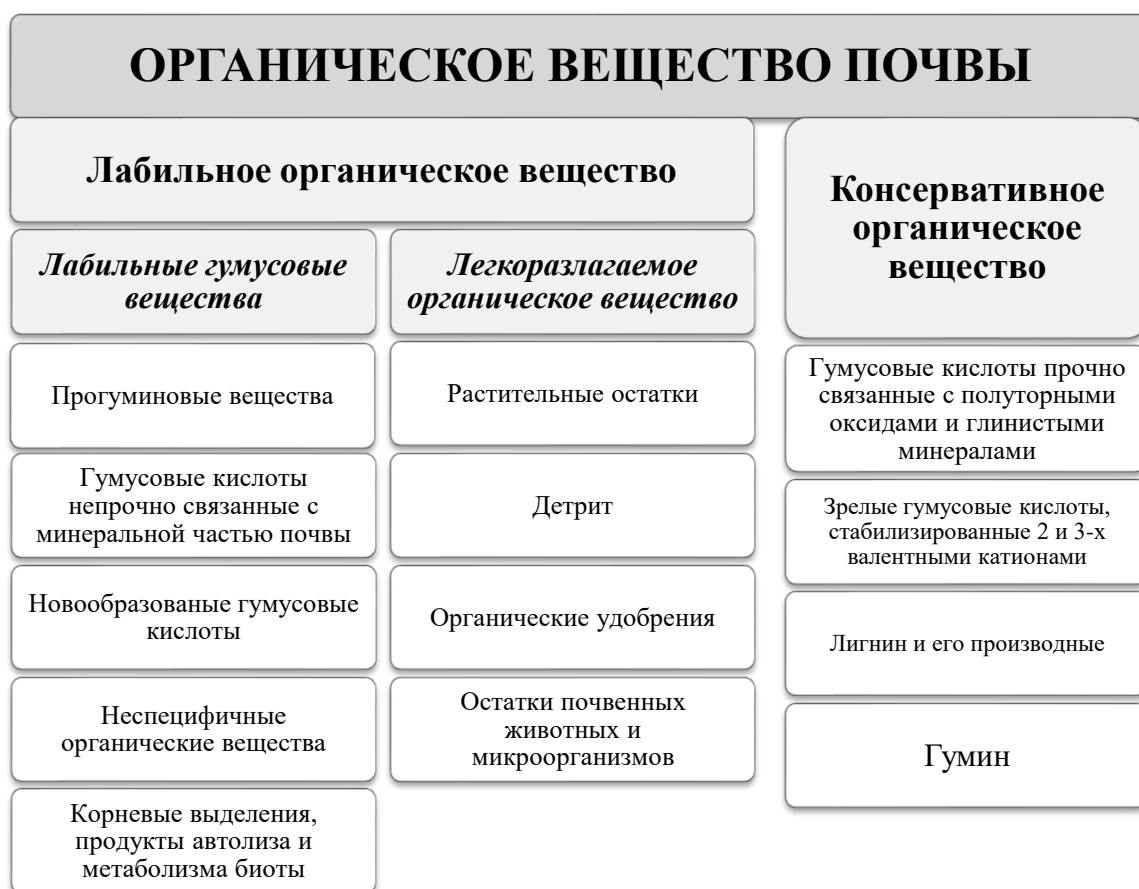 ОРГАНИЧЕСКОЕ ВЕЩЕСТВО ПОЧВЫ
Лабильное органическое вещество
Лабильные гумусовые
вещества
Прогуминовые вещества
Гумусовые кислоты
непрочно связанные с
минеральной частью почвы
Новообразованые гумусовые
кислоты
Неспецифичные
органические вещества
Корневые выделения,
продукты автолиза и
метаболизма биоты
Легкоразлагаемое
органическое вещество
Растительные остатки
Детрит
Органические удобрения
Остатки почвенных
животных и
микроорганизмов
Консервативное
органическое
вещество
Гумусовые кислоты прочно
связанные с полуторными
оксидами и глинистыми
минералами
Зрелые гумусовые кислоты,
стабилизированные 2 и 3-х
валентными катионами
Лигнин и его производные
Гумин